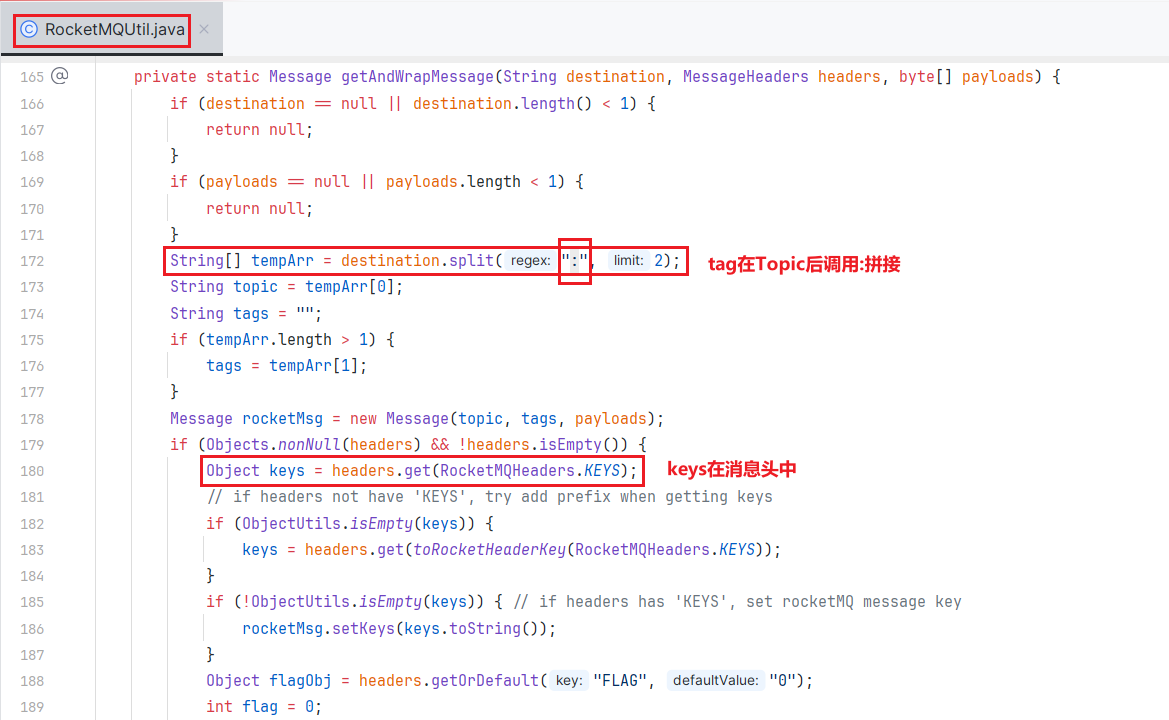 RocketMQUtil.java
165 @ private static Message getAndWrapMessage(String destination, MessageHeaders headers, byte[] payloads) {
166 if (destination == null || destination.length() < 1) {
167 return null;
168 }
169 if (payloads == null || payloads.length < 1) {
170 return null;
171 }
172 String[] tempArr = destination.split( regex: ":", limit: 2); tag在Topic后调用:拼接
173 String topic = tempArr[0];
174 String tags = "";
175 if (tempArr.length > 1) {
176 tags = tempArr[1];
177 }
178 Message rocketMsg = new Message(topic, tags, payloads);
179 if (Objects.nonNull(headers) && !headers.isEmpty()) {
180 Object keys = headers.get(RocketMQHeaders.KEYS); keys在消息头中
181 // if headers not have 'KEYS', try add prefix when getting keys
182 if (ObjectUtils.isEmpty(keys)) {
183 keys = headers.get(toRocketHeaderKey(RocketMQHeaders.KEYS));
184 }
185 if (!ObjectUtils.isEmpty(keys)) { // if headers has 'KEYS', set rocketMQ message key
186 rocketMsg.setKeys(keys.toString());
187 }
188 Object flagObj = headers.getOrDefault( key: "FLAG", defaultValue: "0");
189 int flag = 0;